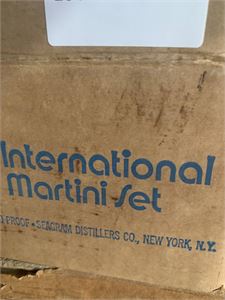 International
Martini Set
PROOF • SEAGRAM DISTILLERS CO., NEW YORK, N.Y.